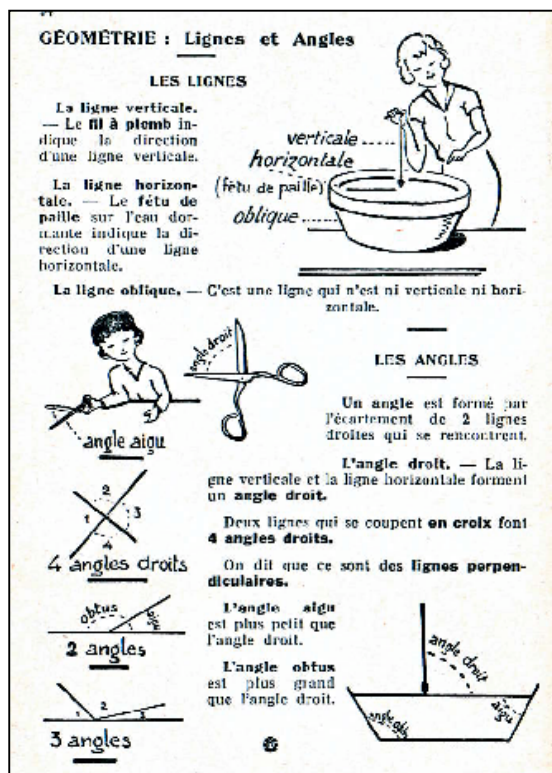 GÉOMÉTRIE : Lignes et Angles
LES LIGNES
La ligne verticale.
— Le fil à plomb in-
dique la direction
d'une ligne verticale.
La ligne horizon-
tale. — Le fétu de
paille sur l'eau dor-
mante indique la di-
rection d'une ligne
horizontale.
verticale
horizontale
(fétu de paille)
oblique
La ligne oblique. — C'est une ligne qui n'est ni verticale ni hori-
zontale.
angle droit
angle aigu
LES ANGLES
Un angle est formé par
l'écartement de 2 lignes
droites qui se rencontrent.
L'angle droit. — La li-
gne verticale et la ligne horizontale forment
un angle droit.
Deux lignes qui se coupent en croix font
4 angles droits.
On dit que ce sont des lignes perpen-
diculaires.
2
1
3
4
4 angles droits
obtus
aigu
2 angles
L'angle aigu
est plus petit que
l'angle droit.
L'angle obtus
est plus grand
que l'angle droit.
1
2
3
3 angles
angle droit
aigu